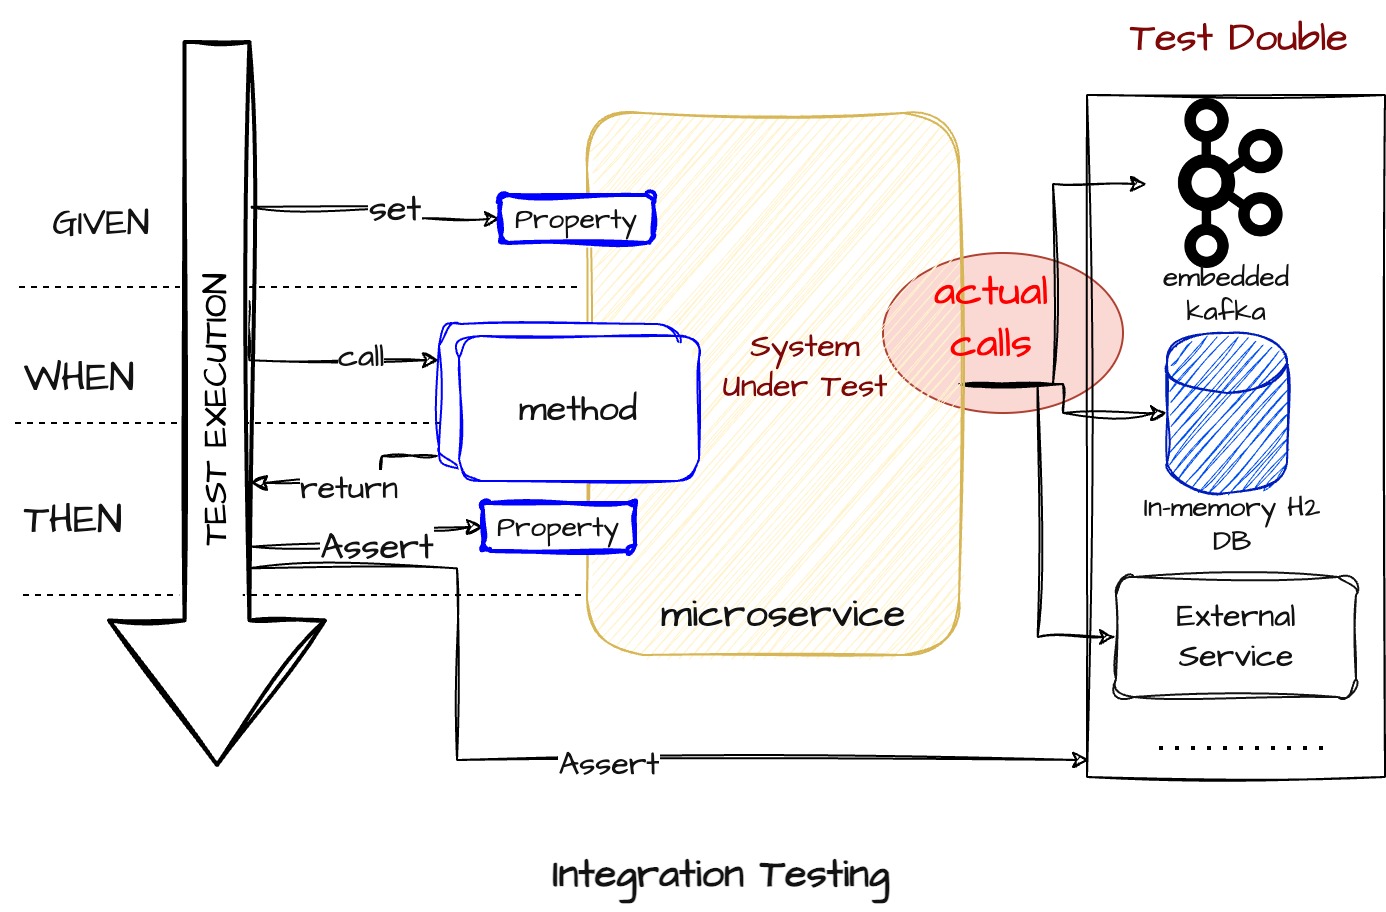 Test Double
GIVEN
set
Property
embedded
kafka
actual
calls
WHEN
call
method
System
Under Test
TEST EXECUTION
In-memory H2
DB
THEN
return
Assert
Property
microservice
External
Service
Assert
Integration Testing